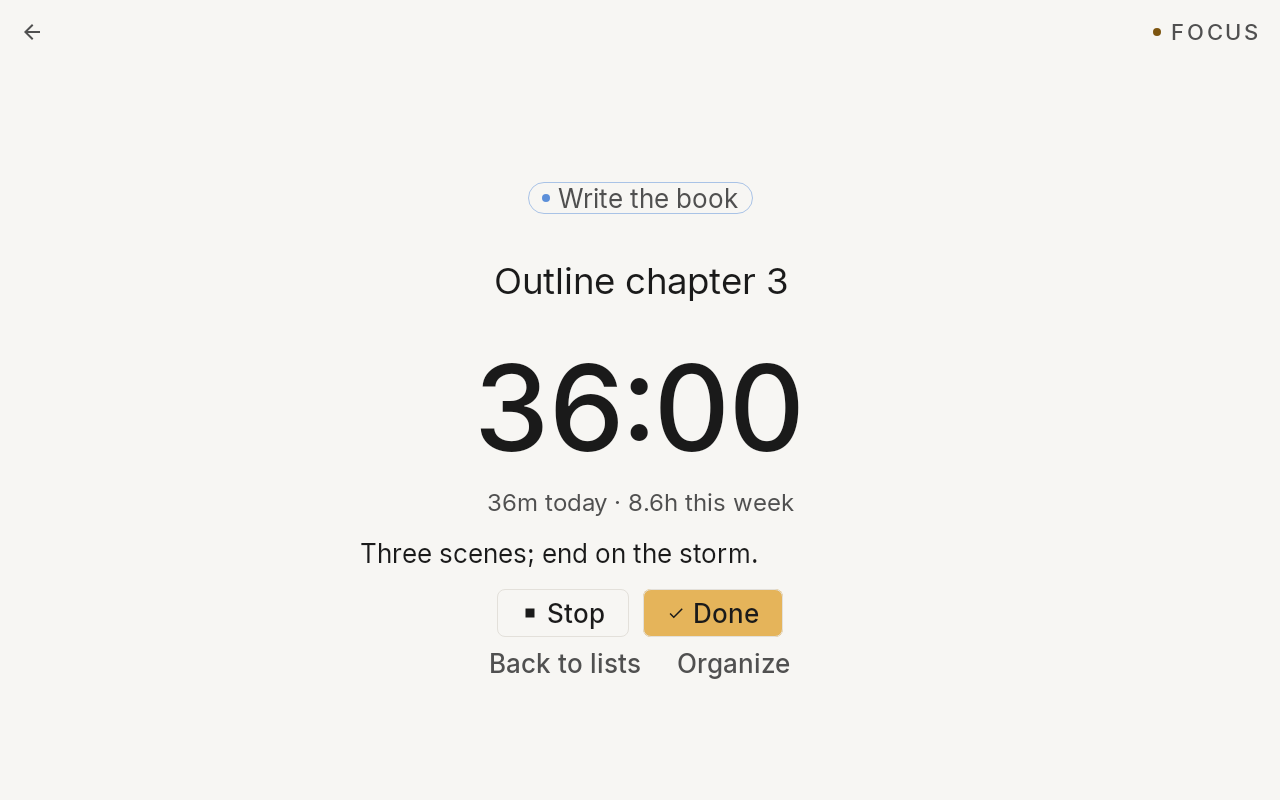 FOCUS
Write the book
Outline chapter 3
36:00
36m today · 8.6h this week
Three scenes; end on the storm.
Stop
Done
Back to lists
Organize